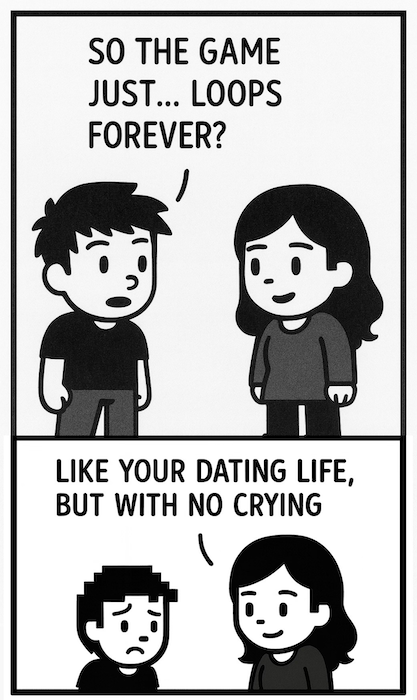 SO THE GAME
JUST... LOOPS
FOREVER?
LIKE YOUR DATING LIFE,
BUT WITH NO CRYING